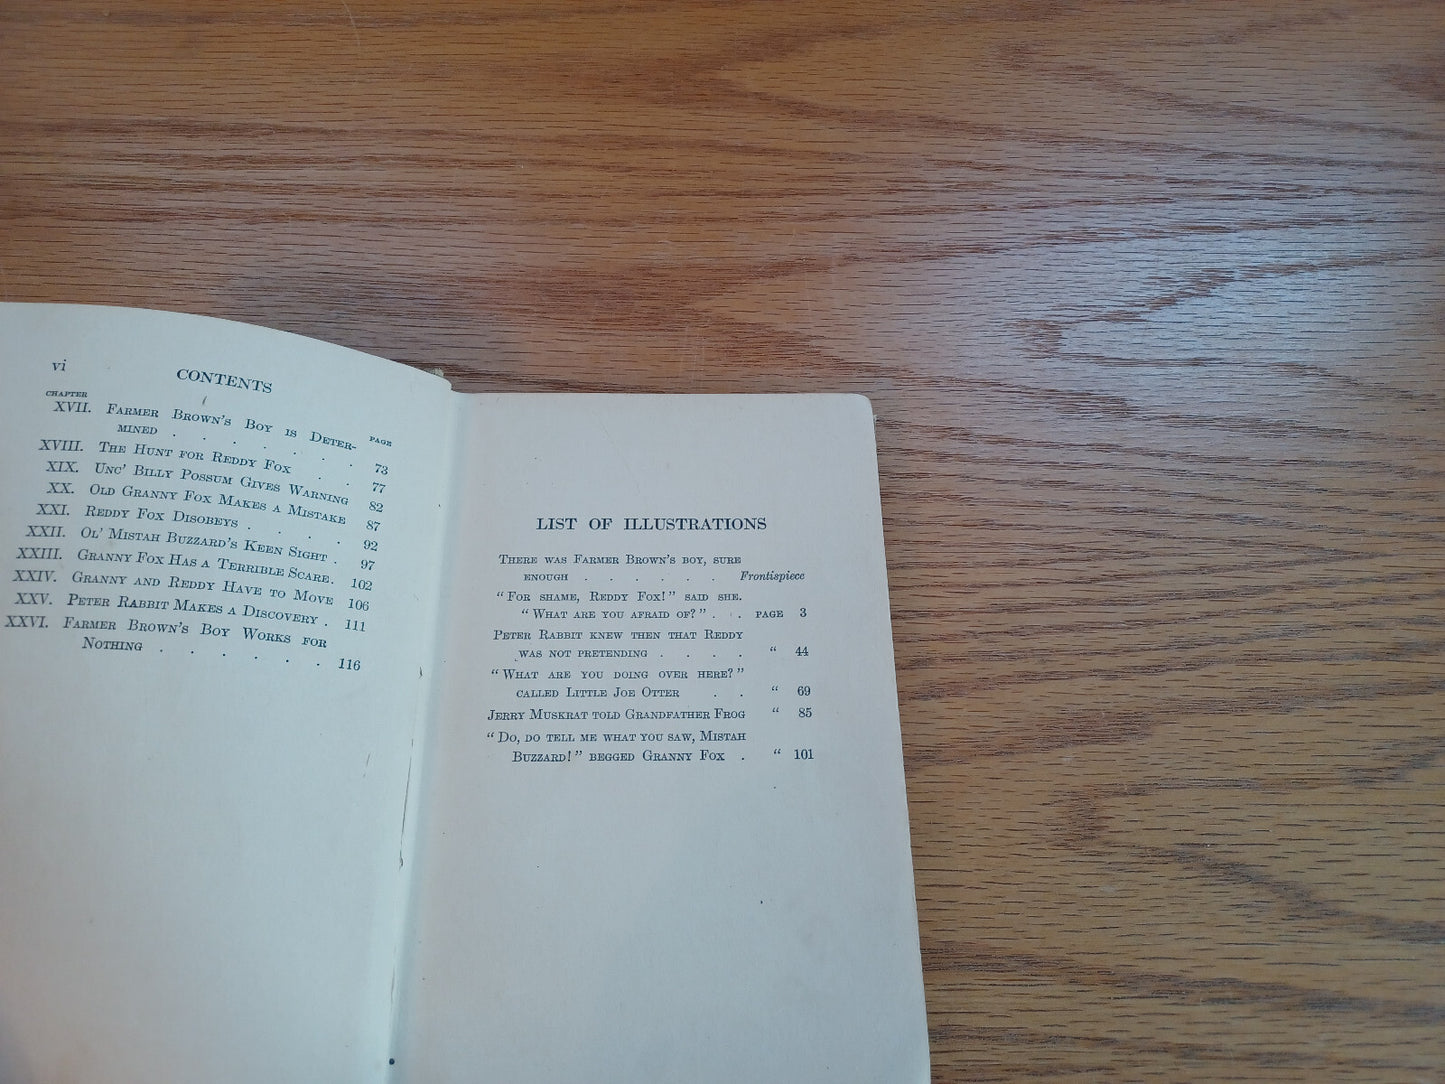 vi
CONTENTS
CHAPTER
PAGE
XVII. FARMER BROWN'S BOY IS DETER-
MINED . . . . . . . 73
XVIII. THE HUNT FOR REDDY FOX . . 77
XIX. UNC' BILLY POSSUM GIVES WARNING 82
XX. OLD GRANNY FOX MAKES A MISTAKE 87
XXI. REDDY FOX DISOBEYS . . . . . 92
XXII. OL' MISTAH BUZZARD'S KEEN SIGHT . 97
XXIII. GRANNY FOX HAS A TERRIBLE SCARE. 102
XXIV. GRANNY AND REDDY HAVE TO MOVE 106
XXV. PETER RABBIT MAKES A DISCOVERY . 111
XXVI. FARMER BROWN'S BOY WORKS FOR
NOTHING . . . . . . . 116
LIST OF ILLUSTRATIONS
THERE WAS FARMER BROWN'S BOY, SURE
ENOUGH . . . . . . Frontispiece
"FOR SHAME, REDDY FOX!" SAID SHE.
"WHAT ARE YOU AFRAID OF?" . . PAGE 3
PETER RABBIT KNEW THEN THAT REDDY
WAS NOT PRETENDING . . . . " 44
"WHAT ARE YOU DOING OVER HERE?"
CALLED LITTLE JOE OTTER . . " 69
JERRY MUSKRAT TOLD GRANDFATHER FROG " 85
"DO, DO TELL ME WHAT YOU SAW, MISTAH
BUZZARD!" BEGGED GRANNY FOX . " 101